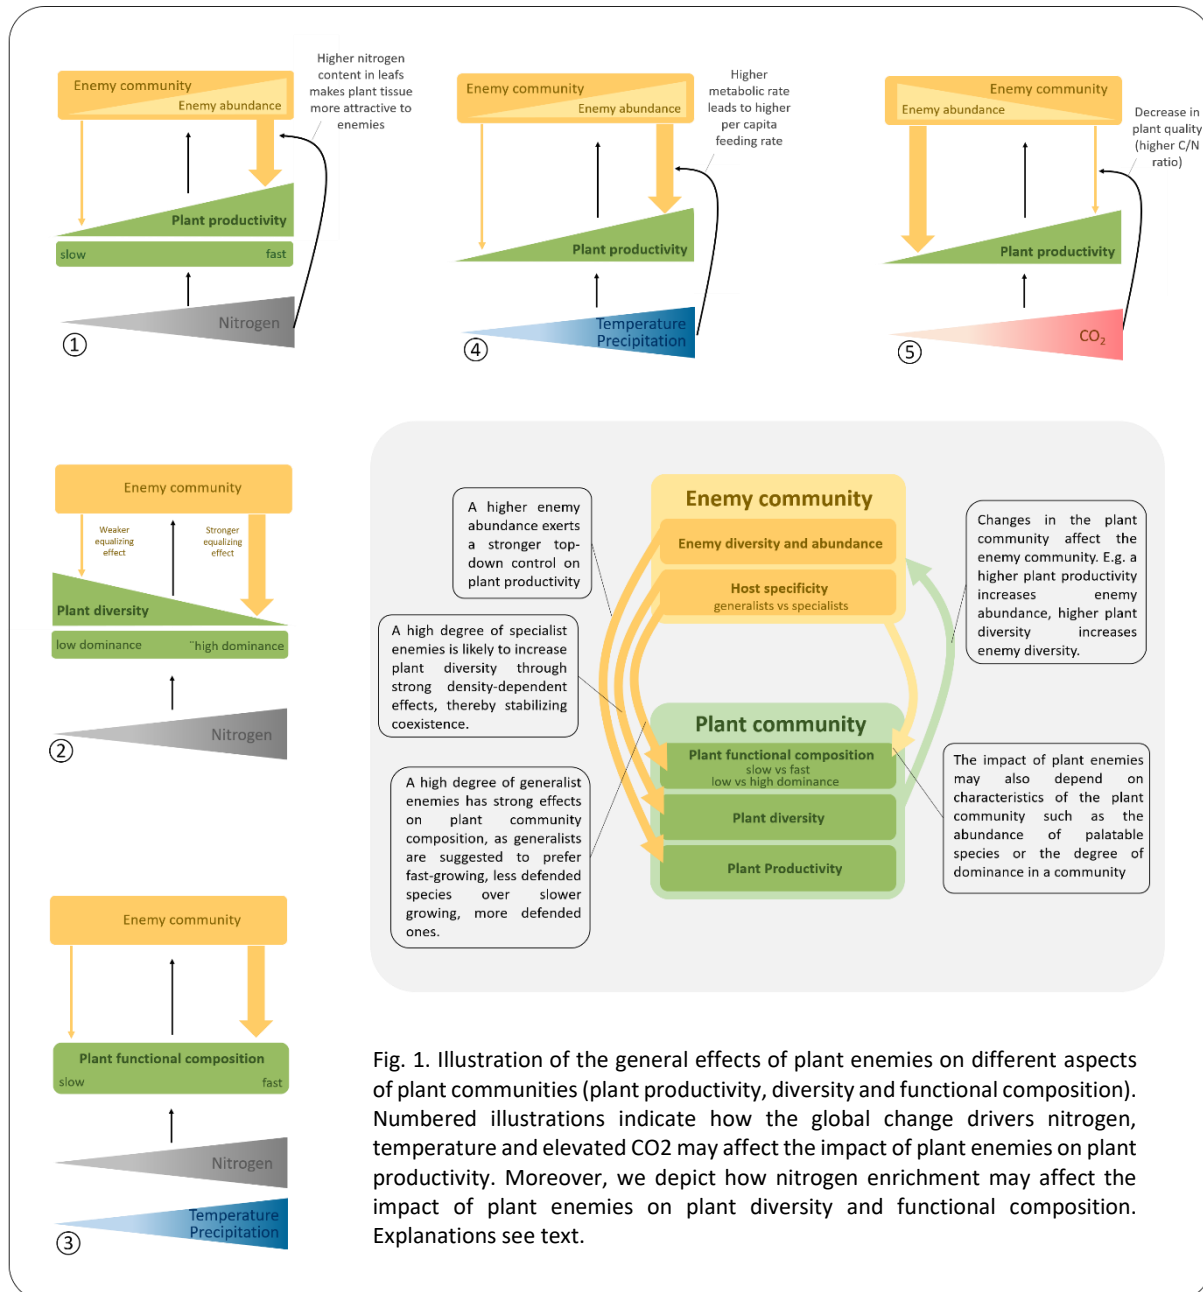 Higher nitrogen
content in leafs
makes plant tissue
more attractive to
enemies
Enemy community
Enemy abundance
Plant productivity
slow fast
Nitrogen
1
Higher
metabolic rate
leads to higher
per capita
feeding rate
Enemy community
Enemy abundance
Plant productivity
Temperature
Precipitation
4
Enemy community
Enemy abundance
Decrease in
plant quality
(higher C/N
ratio)
Plant productivity
CO2
5
Enemy community
Weaker
equalizing
effect
Stronger
equalizing
effect
Plant diversity
low dominance "high dominance
Nitrogen
2
Enemy community
Plant functional composition
slow fast
Nitrogen
Temperature
Precipitation
3
Enemy community
Enemy diversity and abundance
Host specificity
generalists vs specialists
A higher enemy
abundance exerts
a stronger top-
down control on
plant productivity
A high degree of specialist
enemies is likely to increase
plant diversity through
strong density-dependent
effects, thereby stabilizing
coexistence.
A high degree of generalist
enemies has strong effects
on plant community
composition, as generalists
are suggested to prefer
fast-growing, less defended
species over slower
growing, more defended
ones.
Plant community
Plant functional composition
slow vs fast
low vs high dominance
Plant diversity
Plant Productivity
Changes in the plant
community affect the
enemy community. E.g. a
higher plant productivity
increases enemy
abundance, higher plant
diversity increases
enemy diversity.
The impact of plant enemies
may also depend on
characteristics of the plant
community such as the
abundance of palatable
species or the degree of
dominance in a community
Fig. 1. Illustration of the general effects of plant enemies on different aspects
of plant communities (plant productivity, diversity and functional composition).
Numbered illustrations indicate how the global change drivers nitrogen,
temperature and elevated CO2 may affect the impact of plant enemies on plant
productivity. Moreover, we depict how nitrogen enrichment may affect the
impact of plant enemies on plant diversity and functional composition.
Explanations see text.